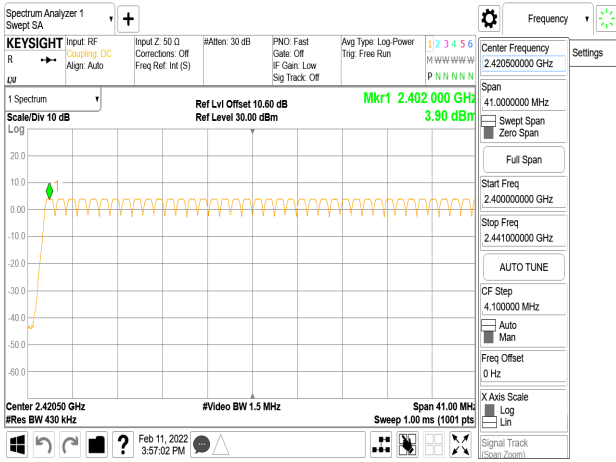 Spectrum Analyzer 1
Swept SA
Frequency
KEYSIGHT
R
Input: RF
Coupling: DC
Align: Auto
Input Z: 50 Ω
Corrections: Off
Freq Ref: Int (S)
#Atten: 30 dB
PNO: Fast
Gate: Off
IF Gain: Low
Sig Track: Off
Avg Type: Log-Power
Trig: Free Run
1 2 3 4 5 6
M W W W W W
P N N N N N
1 Spectrum
Scale/Div 10 dB
Log
Ref Lvl Offset 10.60 dB
Ref Level 30.00 dBm
Mkr1 2.402 000 GHz
3.90 dBm
1
20.0
10.0
0.00
-10.0
-20.0
-30.0
-40.0
-50.0
-60.0
Center 2.42050 GHz
#Res BW 430 kHz
#Video BW 1.5 MHz
Span 41.00 MHz
Sweep 1.00 ms (1001 pts)
Center Frequency
2.420500000 GHz
Settings
Span
41.0000000 MHz
Swept Span
Zero Span
Full Span
Start Freq
2.400000000 GHz
Stop Freq
2.441000000 GHz
AUTO TUNE
CF Step
4.100000 MHz
Auto
Man
Freq Offset
0 Hz
X Axis Scale
Log
Lin
Signal Track
(Span Zoom)
?
Feb 11, 2022
3:57:02 PM